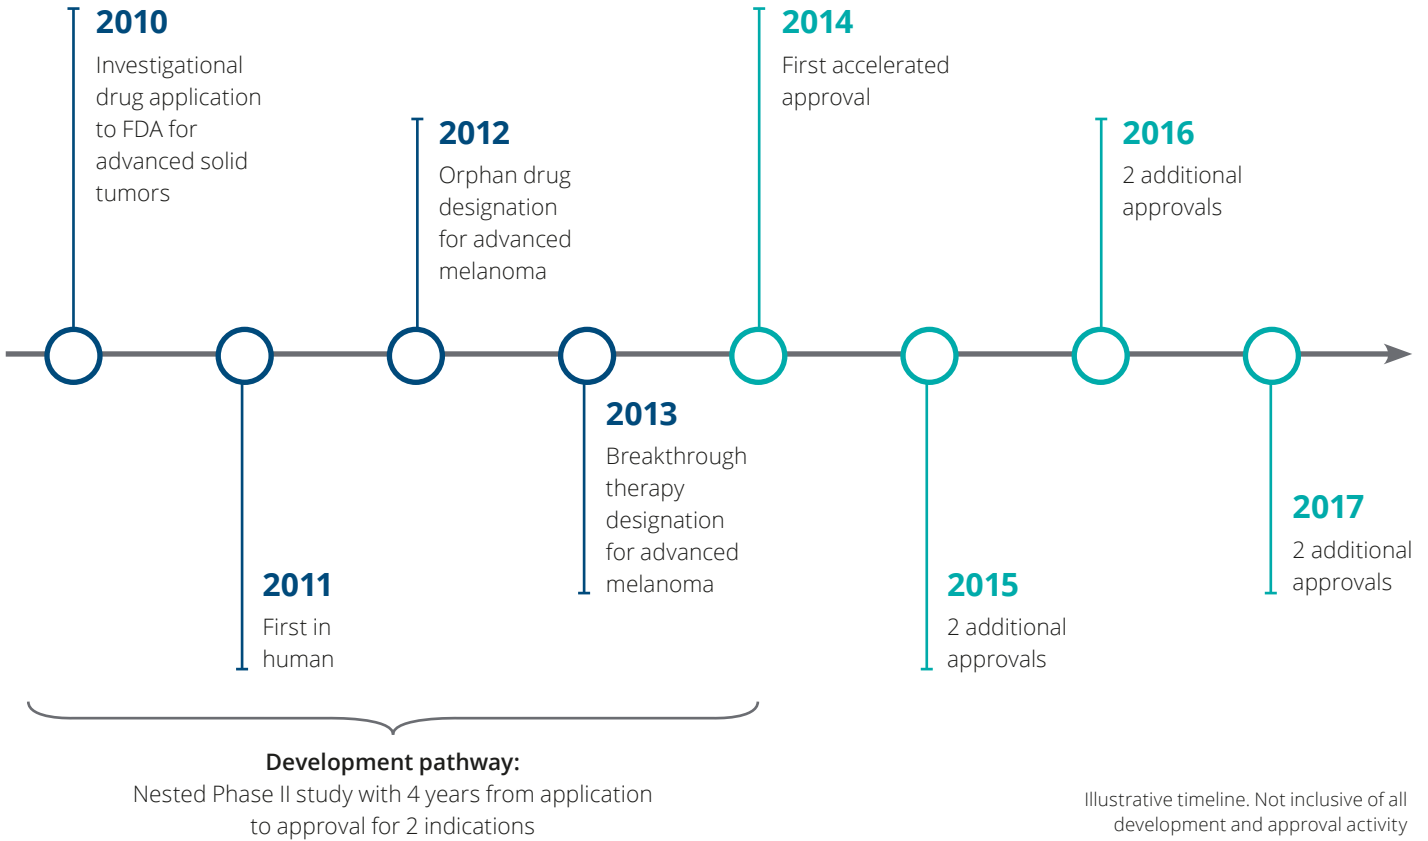 2010
Investigational
drug application
to FDA for
advanced solid
tumors
2011
First in
human
2012
Orphan drug
designation
for advanced
melanoma
2013
Breakthrough
therapy
designation
for advanced
melanoma
2014
First accelerated
approval
2015
2 additional
approvals
2016
2 additional
approvals
2017
2 additional
approvals
Development pathway:
Nested Phase II study with 4 years from application
to approval for 2 indications
Illustrative timeline. Not inclusive of all
development and approval activity